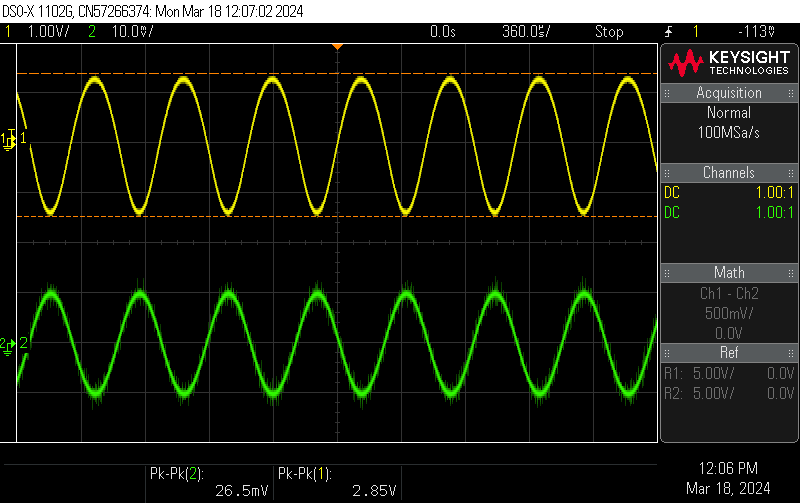 DSO-X 1102G, CN57266374: Mon Mar 18 12:07:02 2024
1 1.00V/ 2 10.0mV/ 0.0s 360.0us/ Stop 1 -113mV
KEYSIGHT
TECHNOLOGIES
Acquisition
Normal
100MSa/s
Channels
DC 1.00:1
DC 1.00:1
Math
Ch1 - Ch2
500mV/
0.0V
Ref
R1: 5.00V/ 0.0V
R2: 5.00V/ 0.0V
1 T 1
2 2
Pk-Pk(2): Pk-Pk(1):
26.5mV 2.85V
12:06 PM
Mar 18, 2024